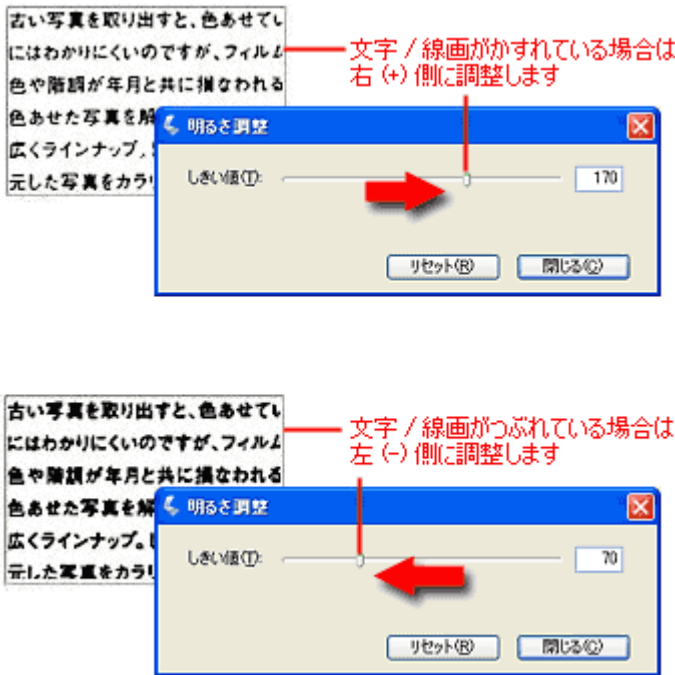 古い写真を取り出すと、色あせてい
にはわかりにくいのですが、フィルム
色や階調が年月と共に損なわれる
色あせた写真を解
広くラインナップ。
元した写真をカラリ
文字 / 線画がかすれている場合は
右 (+) 側に調整します
明るさ調整
しきい値(T): 170
リセット(R) 閉じる(C)
古い写真を取り出すと、色あせてい
にはわかりにくいのですが、フィルム
色や階調が年月と共に損なわれる
色あせた写真を解
広くラインナップ。
元した写真をカラリ
文字 / 線画がつぶれている場合は
左 (-) 側に調整します
明るさ調整
しきい値(T): 70
リセット(R) 閉じる(C)